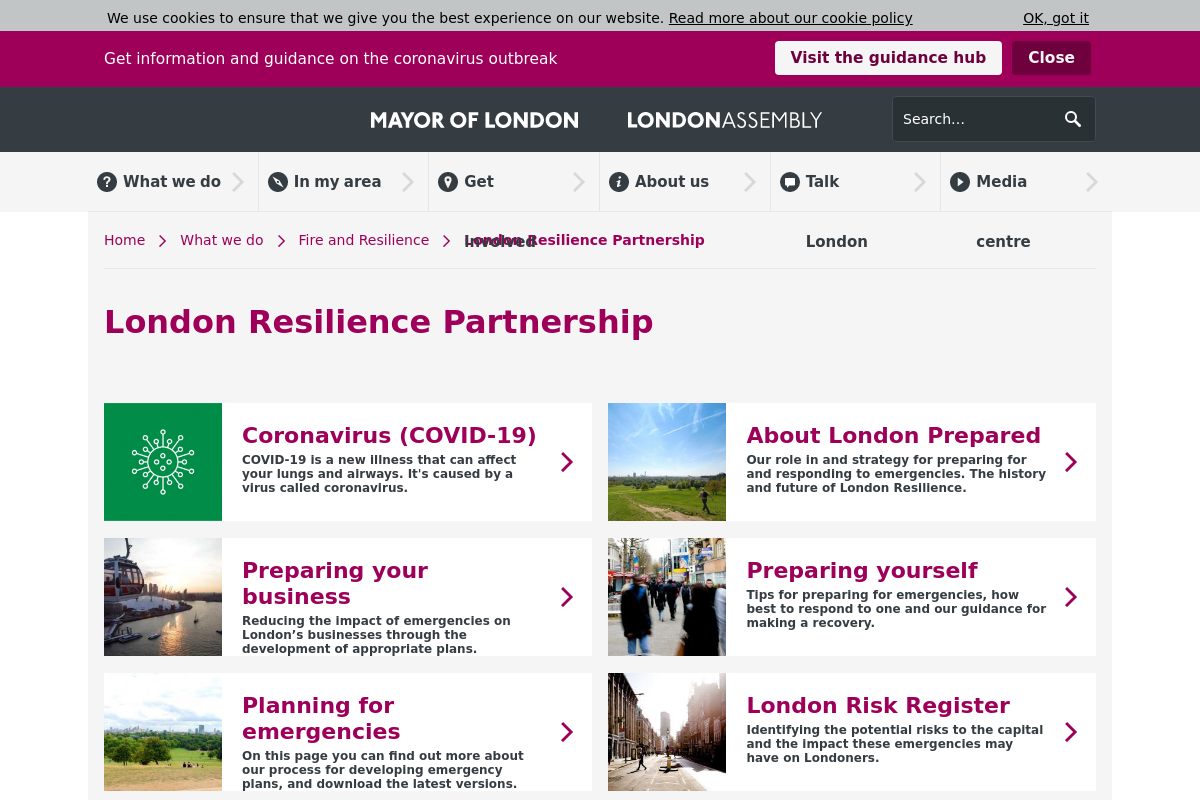 We use cookies to ensure that we give you the best experience on our website. Read more about our cookie policy OK, got it
Get information and guidance on the coronavirus outbreak Visit the guidance hub Close
MAYOR OF LONDON LONDONASSEMBLY Search...
What we do In my area Get Involved About us Talk London Media centre
Home What we do Fire and Resilience London Resilience Partnership
London Resilience Partnership
Coronavirus (COVID-19)
COVID-19 is a new illness that can affect
your lungs and airways. It's caused by a
virus called coronavirus.
About London Prepared
Our role in and strategy for preparing for
and responding to emergencies. The history
and future of London Resilience.
Preparing your
business
Reducing the impact of emergencies on
London’s businesses through the
development of appropriate plans.
Preparing yourself
Tips for preparing for emergencies, how
best to respond to one and our guidance for
making a recovery.
Planning for
emergencies
On this page you can find out more about
our process for developing emergency
plans, and download the latest versions.
London Risk Register
Identifying the potential risks to the capital
and the impact these emergencies may
have on Londoners.